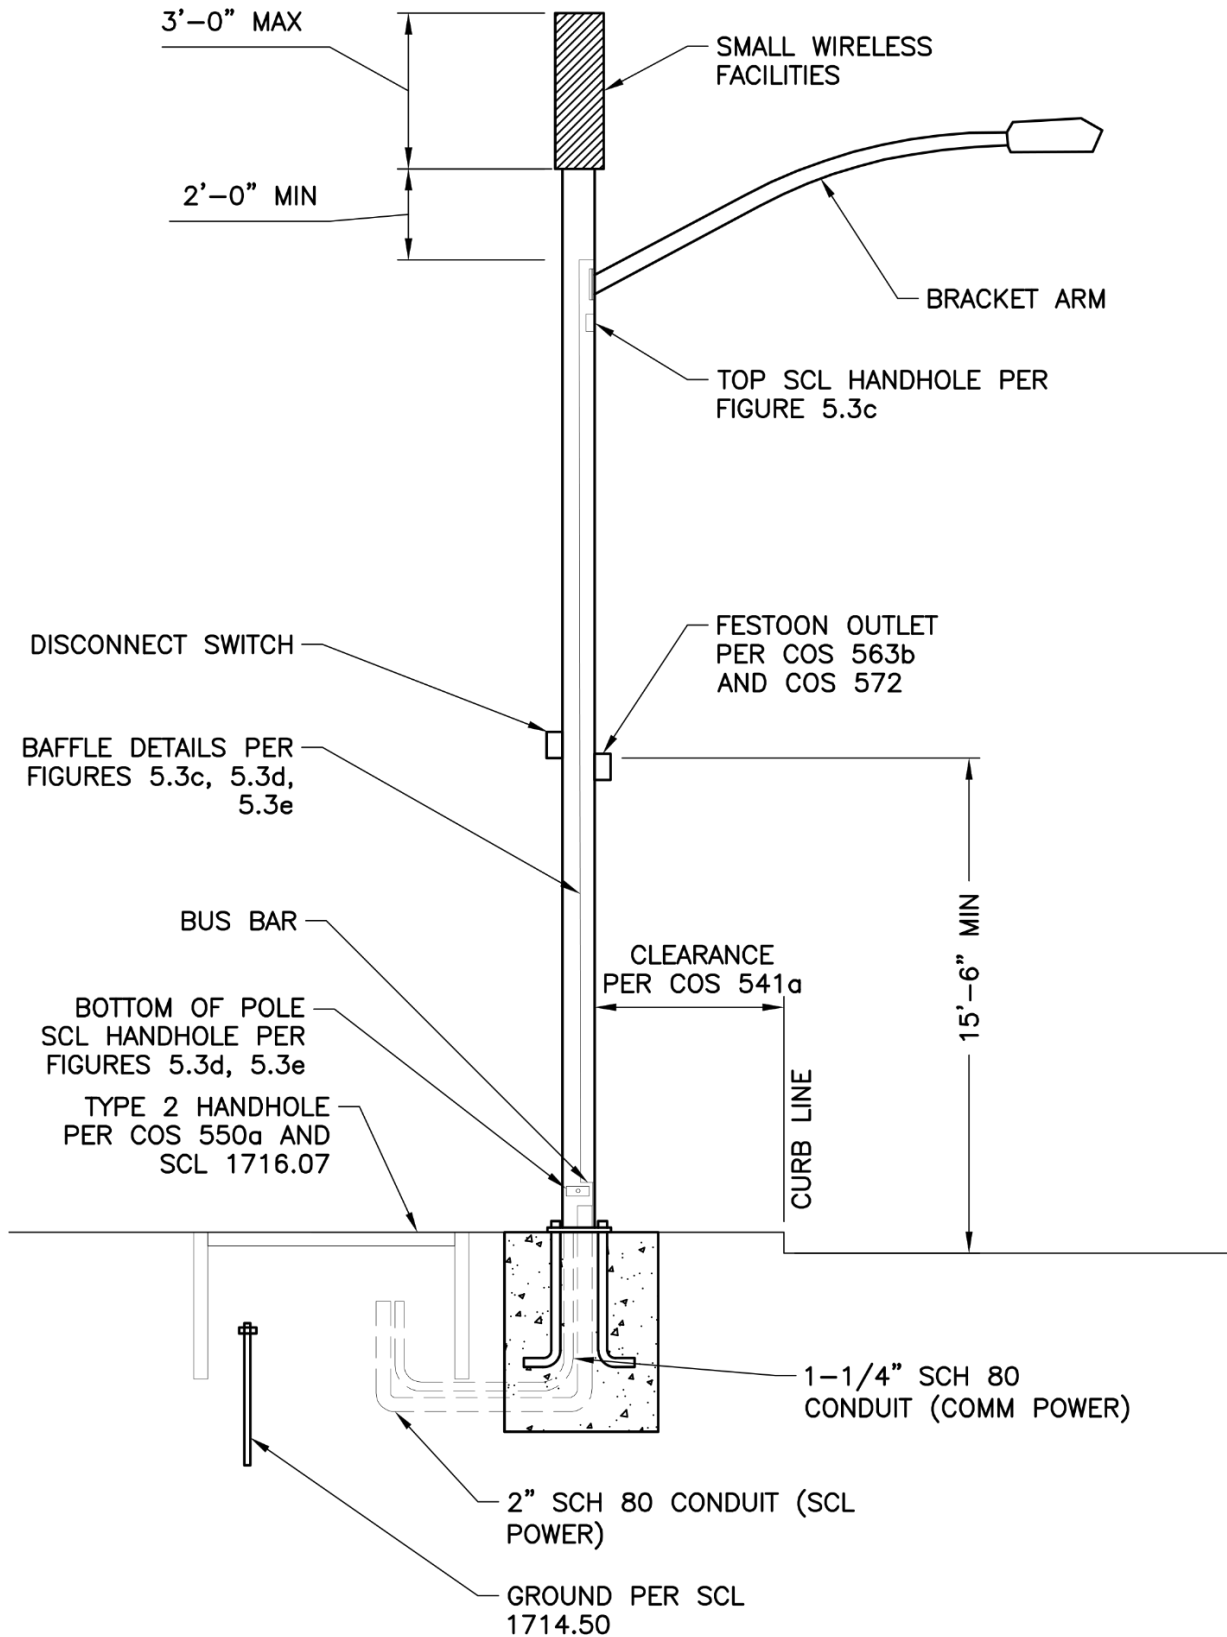 3'-0" MAX
SMALL WIRELESS
FACILITIES
2'-0" MIN
BRACKET ARM
TOP SCL HANDHOLE PER
FIGURE 5.3c
DISCONNECT SWITCH
FESTOON OUTLET
PER COS 563b
AND COS 572
BAFFLE DETAILS PER
FIGURES 5.3c, 5.3d,
5.3e
BUS BAR
CLEARANCE
PER COS 541a
15'-6" MIN
BOTTOM OF POLE
SCL HANDHOLE PER
FIGURES 5.3d, 5.3e
TYPE 2 HANDHOLE
PER COS 550a AND
SCL 1716.07
CURB LINE
1-1/4" SCH 80
CONDUIT (COMM POWER)
2" SCH 80 CONDUIT (SCL
POWER)
GROUND PER SCL
1714.50